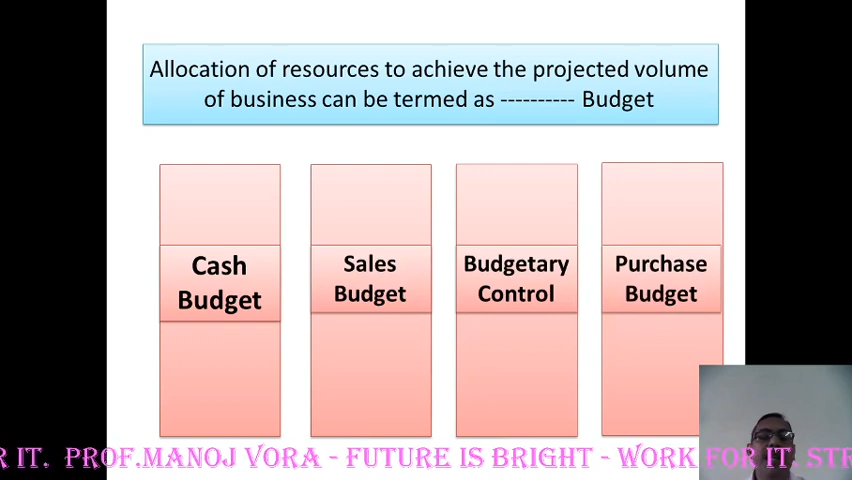 Allocation of resources to achieve the projected volume
of business can be termed as ---------- Budget
Cash
Budget
Sales
Budget
Budgetary
Control
Purchase
Budget
IT. PROF.MANOJ VORA - FUTURE IS BRIGHT - WORK FOR IT.